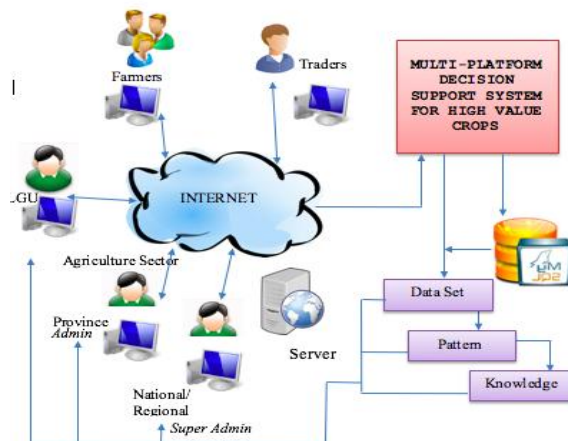 Farmers
Traders
MULTI-PLATFORM
DECISION
SUPPORT SYSTEM
FOR HIGH VALUE
CROPS
LGU
INTERNET
Agriculture Sector
Province
Admin
Server
National/
Regional
Super Admin
Data Set
Pattern
Knowledge